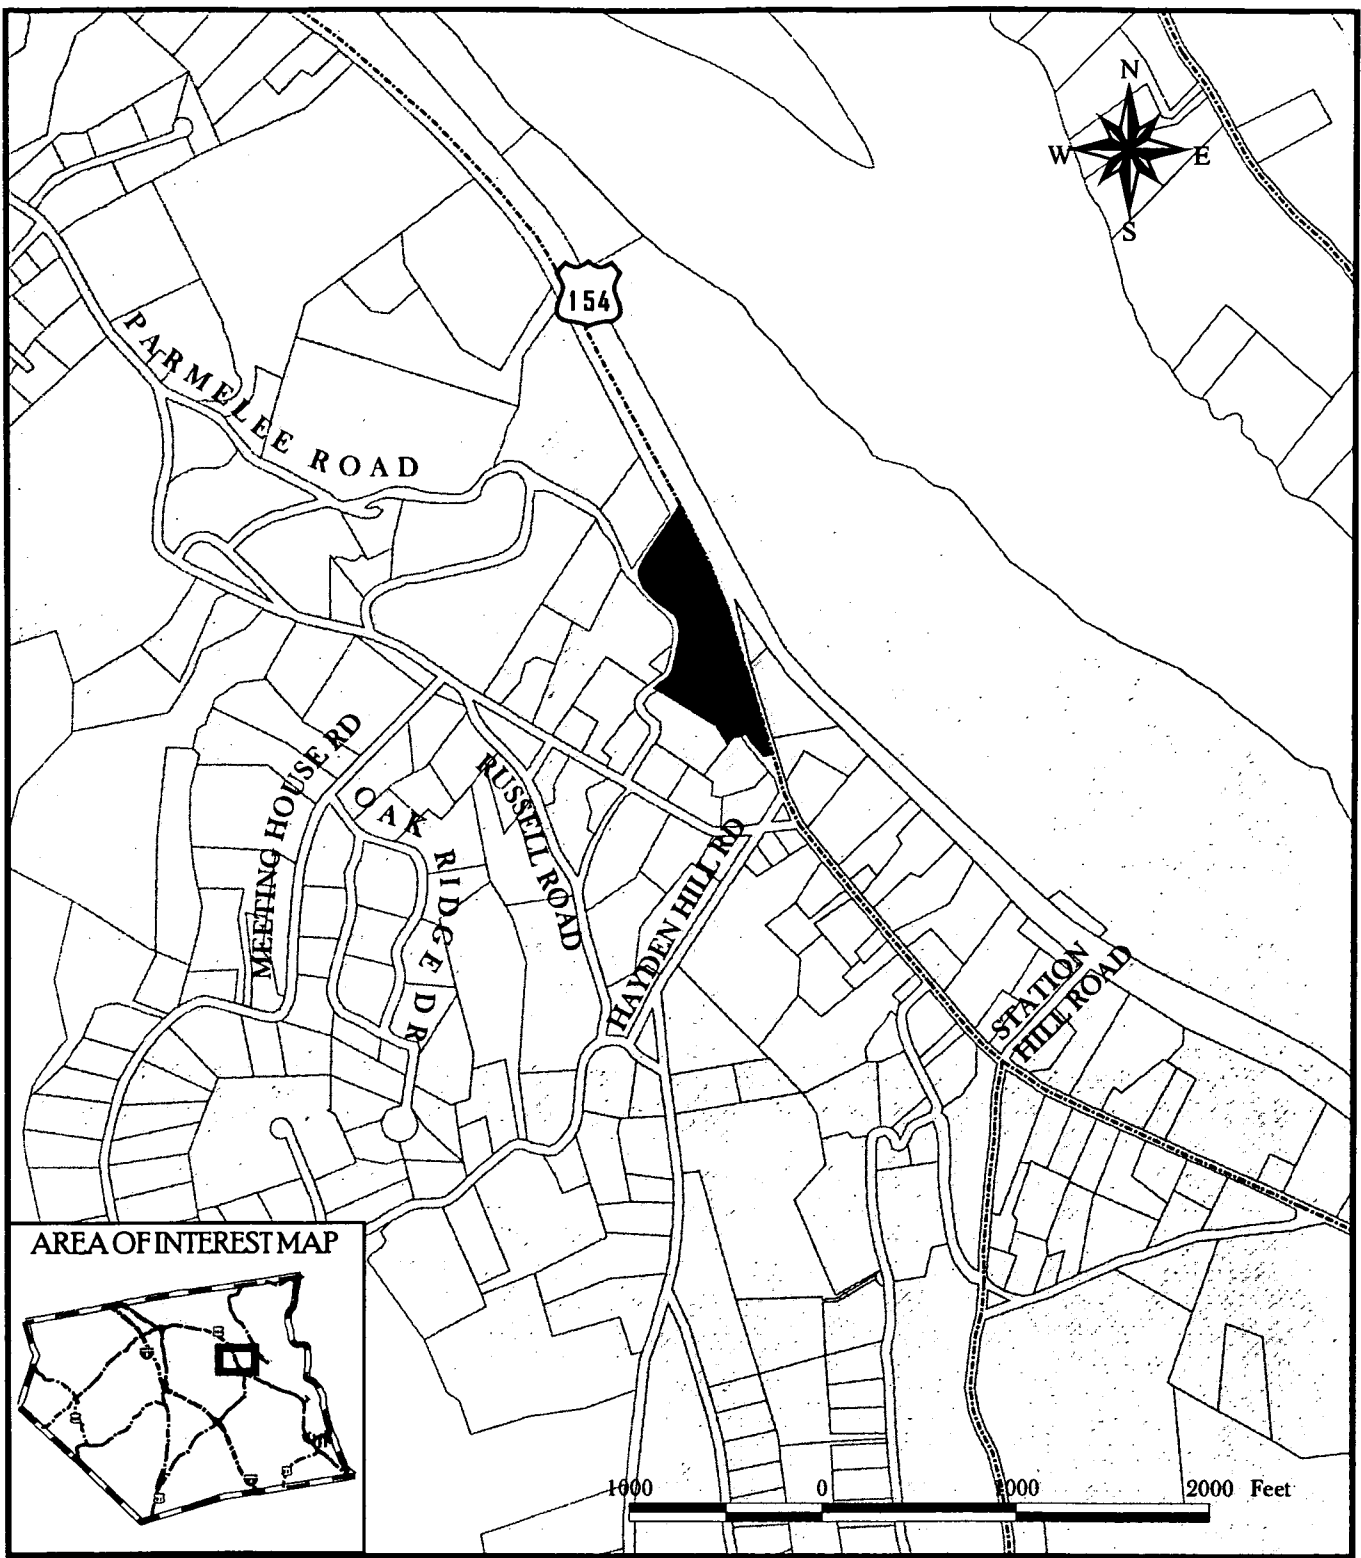 N
W E
S
154
PARMELEE ROAD
MEETING HOUSE RD
OAK RIDGE DR
RUSSELL ROAD
HAYDEN HILL RD
STATION
HILL ROAD
AREA OF INTEREST MAP
1000 0 1000 2000 Feet